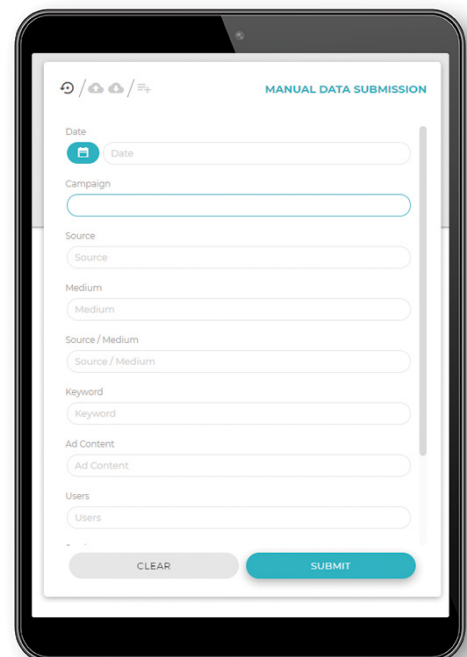 MANUAL DATA SUBMISSION
Date
Date
Campaign
Source
Source
Medium
Medium
Source / Medium
Source / Medium
Keyword
Keyword
Ad Content
Ad Content
Users
Users
CLEAR
SUBMIT